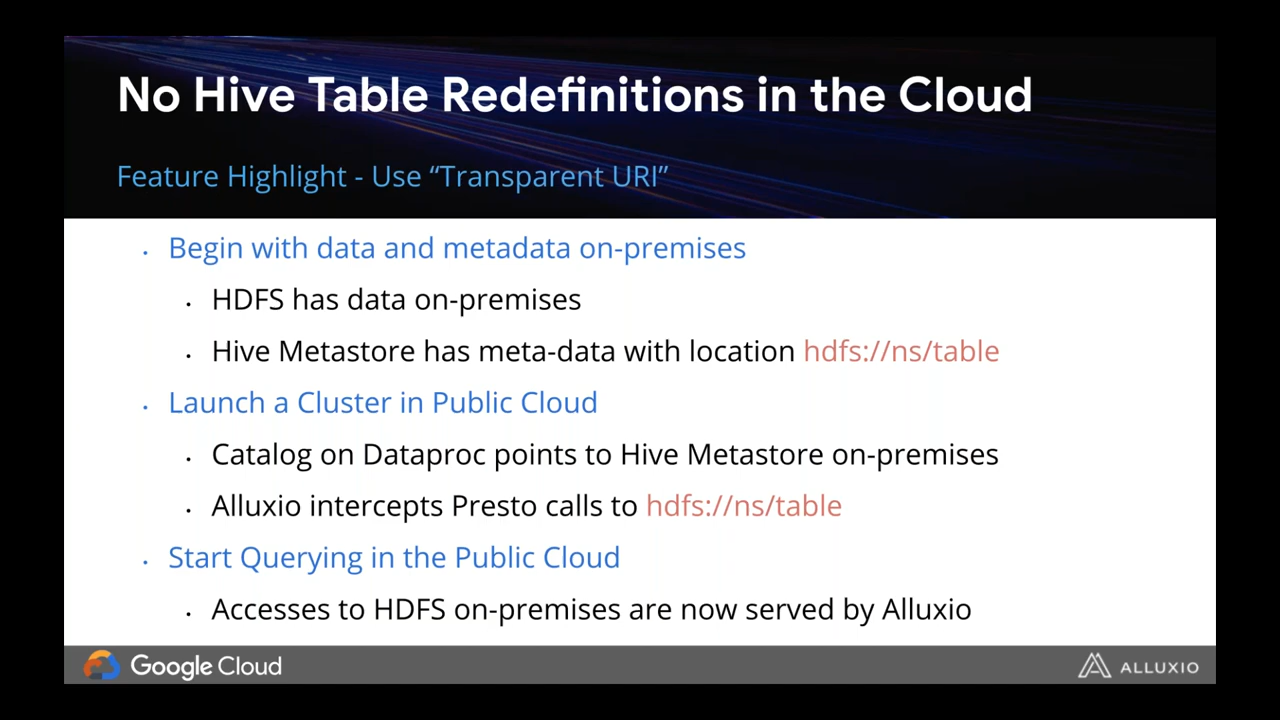 No Hive Table Redefinitions in the Cloud
Feature Highlight - Use “Transparent URI”
· Begin with data and metadata on-premises
· HDFS has data on-premises
· Hive Metastore has meta-data with location hdfs://ns/table
· Launch a Cluster in Public Cloud
· Catalog on Dataproc points to Hive Metastore on-premises
· Alluxio intercepts Presto calls to hdfs://ns/table
· Start Querying in the Public Cloud
· Accesses to HDFS on-premises are now served by Alluxio
Google Cloud
ALLUXIO